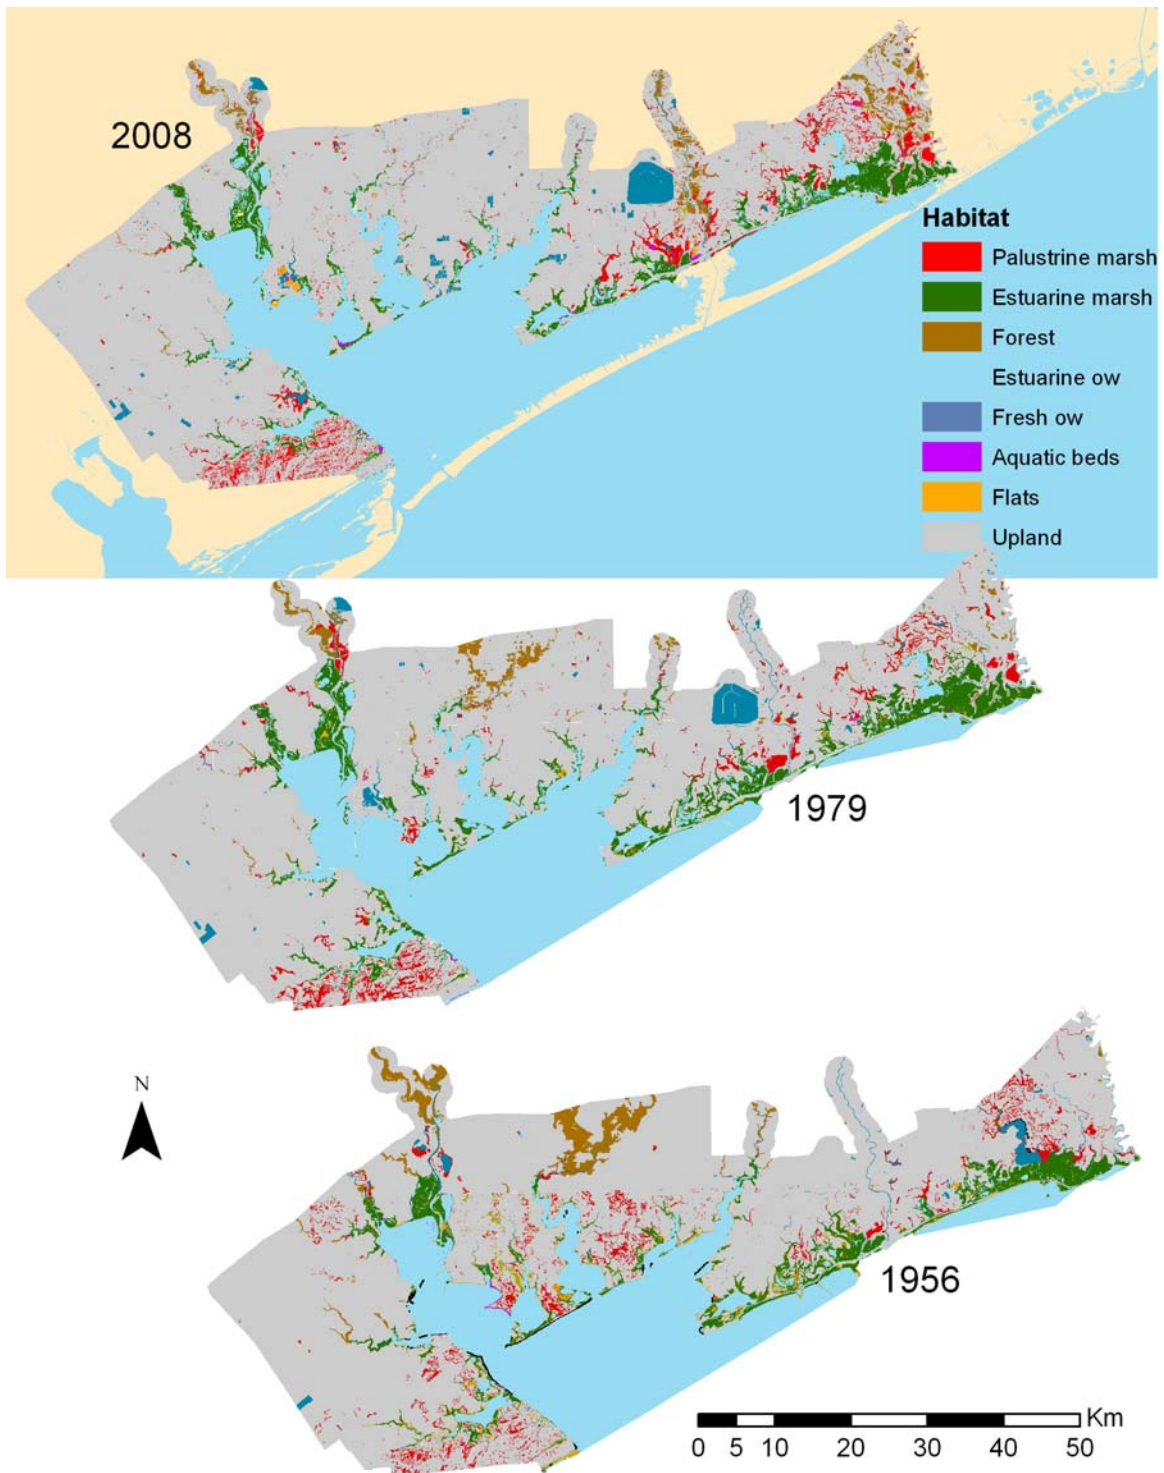 2008
Habitat
Palustrine marsh
Estuarine marsh
Forest
Estuarine ow
Fresh ow
Aquatic beds
Flats
Upland
1979
N
1956
Km
0 5 10 20 30 40 50